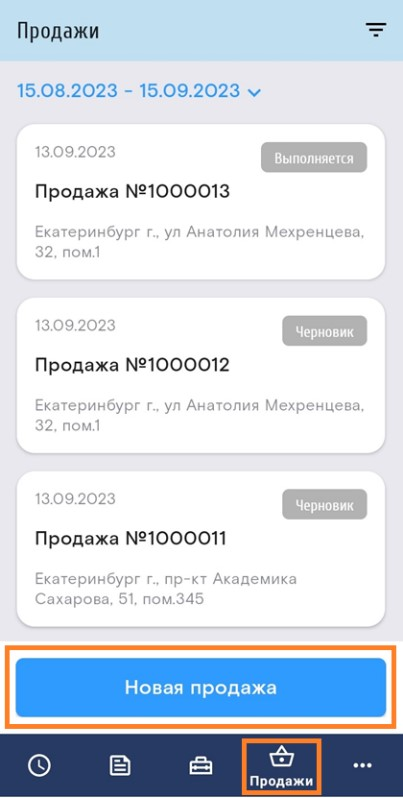 Продажи
15.08.2023 - 15.09.2023
13.09.2023
Выполняется
Продажа №1000013
Екатеринбург г., ул Анатолия Мехренцева,
32, пом.1
13.09.2023
Черновик
Продажа №1000012
Екатеринбург г., ул Анатолия Мехренцева,
32, пом.1
13.09.2023
Черновик
Продажа №1000011
Екатеринбург г., пр-кт Академика
Сахарова, 51, пом.345
Новая продажа
Продажи